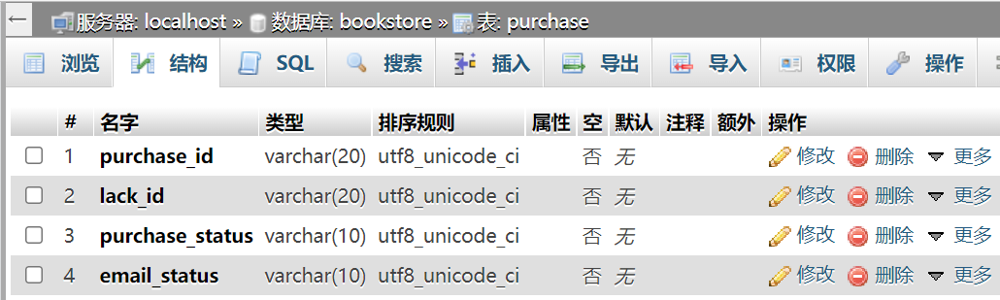 服务器: localhost » 数据库: bookstore » 表: purchase
浏览 结构 SQL 搜索 插入 导出 导入 权限 操作
# 名字 类型 排序规则 属性 空 默认 注释 额外 操作
1 purchase_id varchar(20) utf8_unicode_ci 否 无 修改 删除 更多
2 lack_id varchar(20) utf8_unicode_ci 否 无 修改 删除 更多
3 purchase_status varchar(10) utf8_unicode_ci 否 无 修改 删除 更多
4 email_status varchar(10) utf8_unicode_ci 否 无 修改 删除 更多